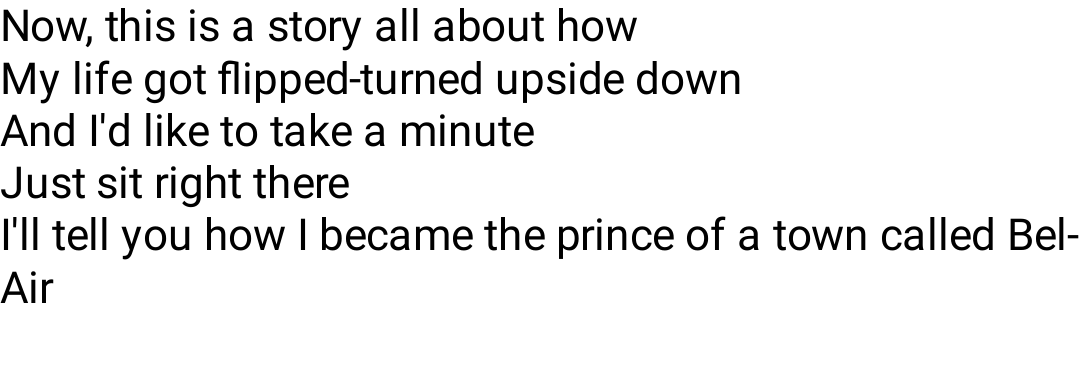 Now, this is a story all about how
My life got flipped-turned upside down
And I'd like to take a minute
Just sit right there
I'll tell you how I became the prince of a town called Bel-
Air